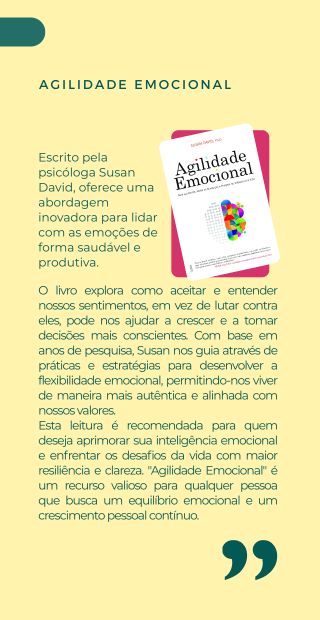 AGILIDADE EMOCIONAL
Escrito pela
psicóloga Susan
David, oferece uma
abordagem
inovadora para lidar
com as emoções de
forma saudável e
produtiva.
Agilidade
Emocional
O livro explora como aceitar e entender
nossos sentimentos, em vez de lutar contra
eles, pode nos ajudar a crescer e a tomar
decisões mais conscientes. Com base em
anos de pesquisa, Susan nos guia através de
práticas e estratégias para desenvolver a
flexibilidade emocional, permitindo-nos viver
de maneira mais autêntica e alinhada com
nossos valores.
Esta leitura é recomendada para quem
deseja aprimorar sua inteligência emocional
e enfrentar os desafios da vida com maior
resiliência e clareza. "Agilidade Emocional" é
um recurso valioso para qualquer pessoa
que busca um equilíbrio emocional e um
crescimento pessoal contínuo.